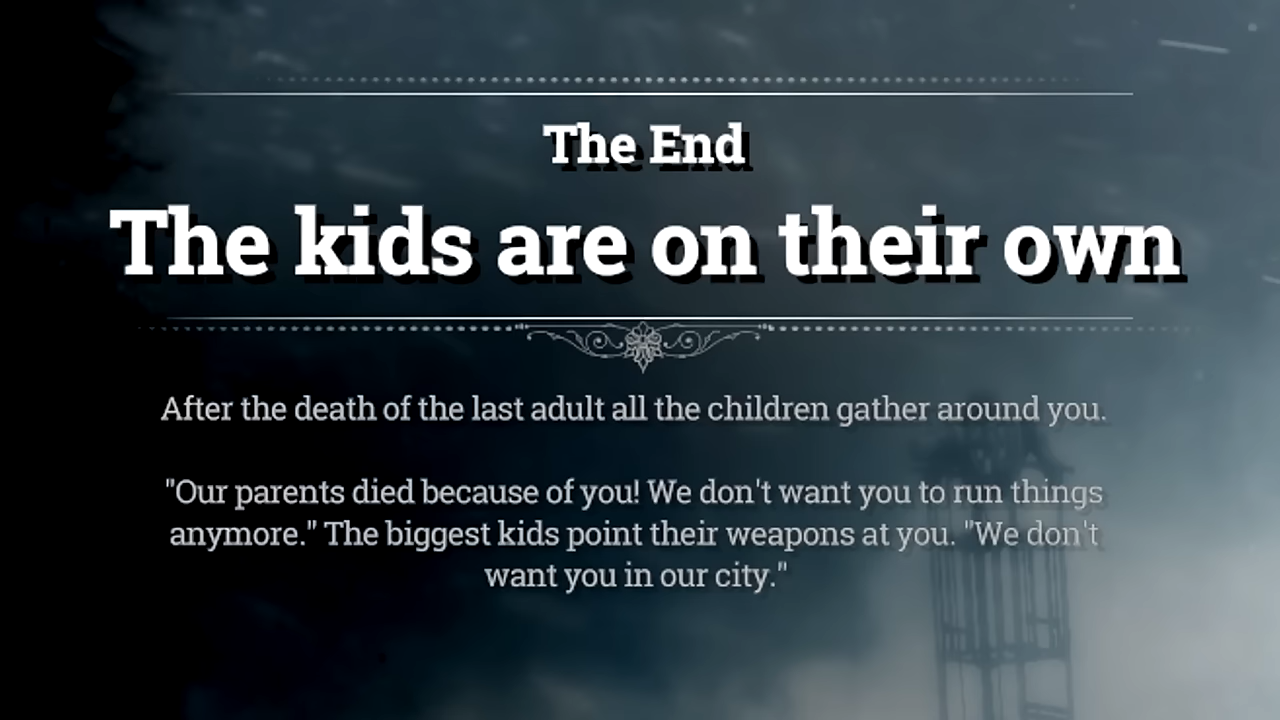 The End
The kids are on their own
After the death of the last adult all the children gather around you.
"Our parents died because of you! We don't want you to run things
anymore." The biggest kids point their weapons at you. "We don't
want you in our city."